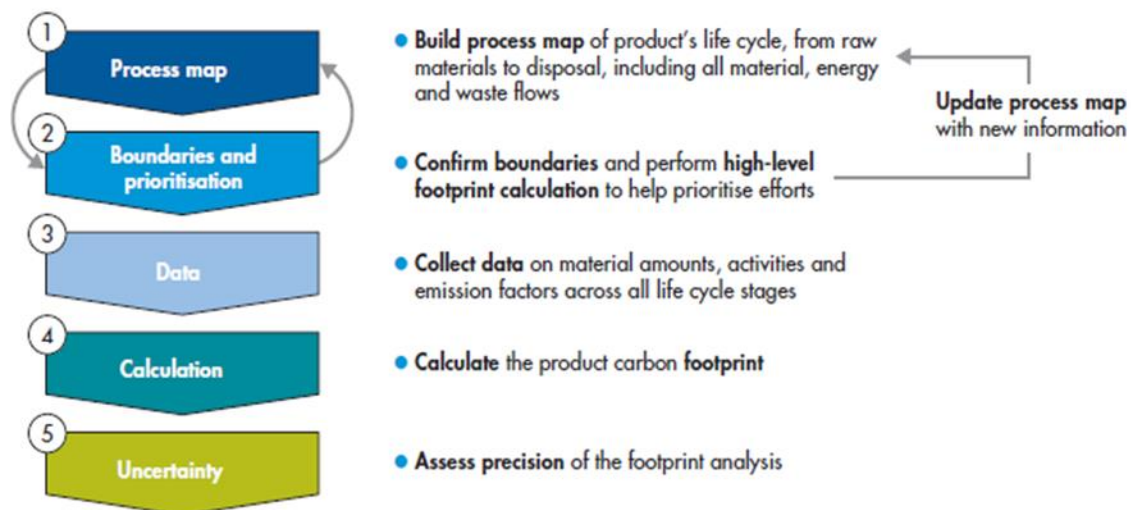 1
Process map
● Build process map of product's life cycle, from raw
materials to disposal, including all material, energy
and waste flows
Update process map
with new information
2
Boundaries and
prioritisation
● Confirm boundaries and perform high-level
footprint calculation to help prioritise efforts
3
Data
● Collect data on material amounts, activities and
emission factors across all life cycle stages
4
Calculation
● Calculate the product carbon footprint
5
Uncertainty
● Assess precision of the footprint analysis